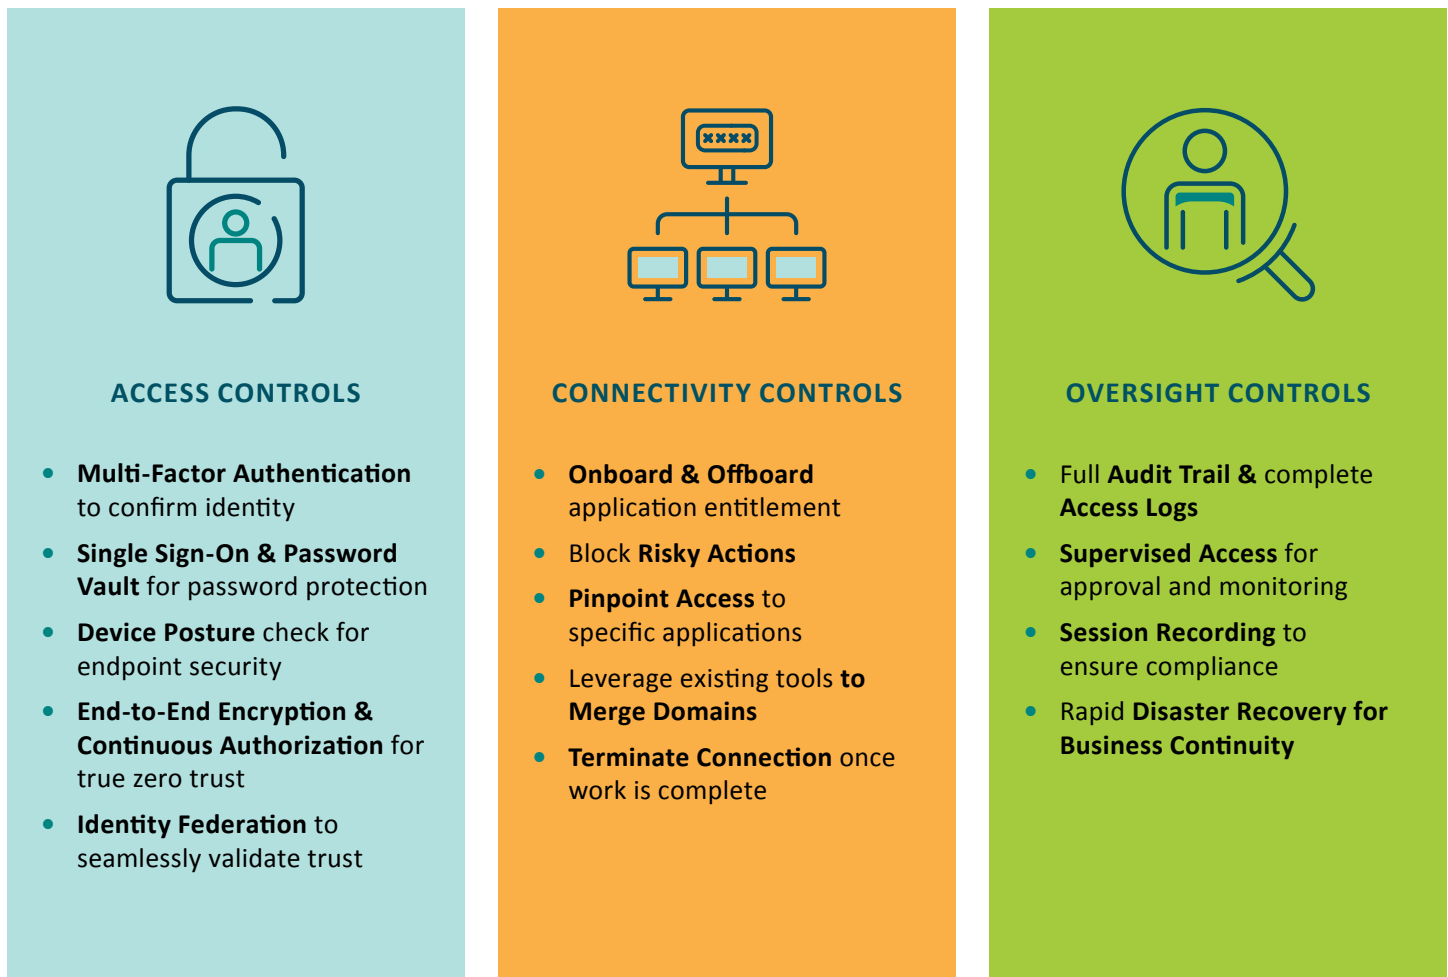 xxxx
ACCESS CONTROLS
• Multi-Factor Authentication
to confirm identity
• Single Sign-On & Password
Vault for password protection
• Device Posture check for
endpoint security
• End-to-End Encryption &
Continuous Authorization for
true zero trust
• Identity Federation to
seamlessly validate trust
CONNECTIVITY CONTROLS
• Onboard & Offboard
application entitlement
• Block Risky Actions
• Pinpoint Access to
specific applications
• Leverage existing tools to
Merge Domains
• Terminate Connection once
work is complete
OVERSIGHT CONTROLS
• Full Audit Trail & complete
Access Logs
• Supervised Access for
approval and monitoring
• Session Recording to
ensure compliance
• Rapid Disaster Recovery for
Business Continuity